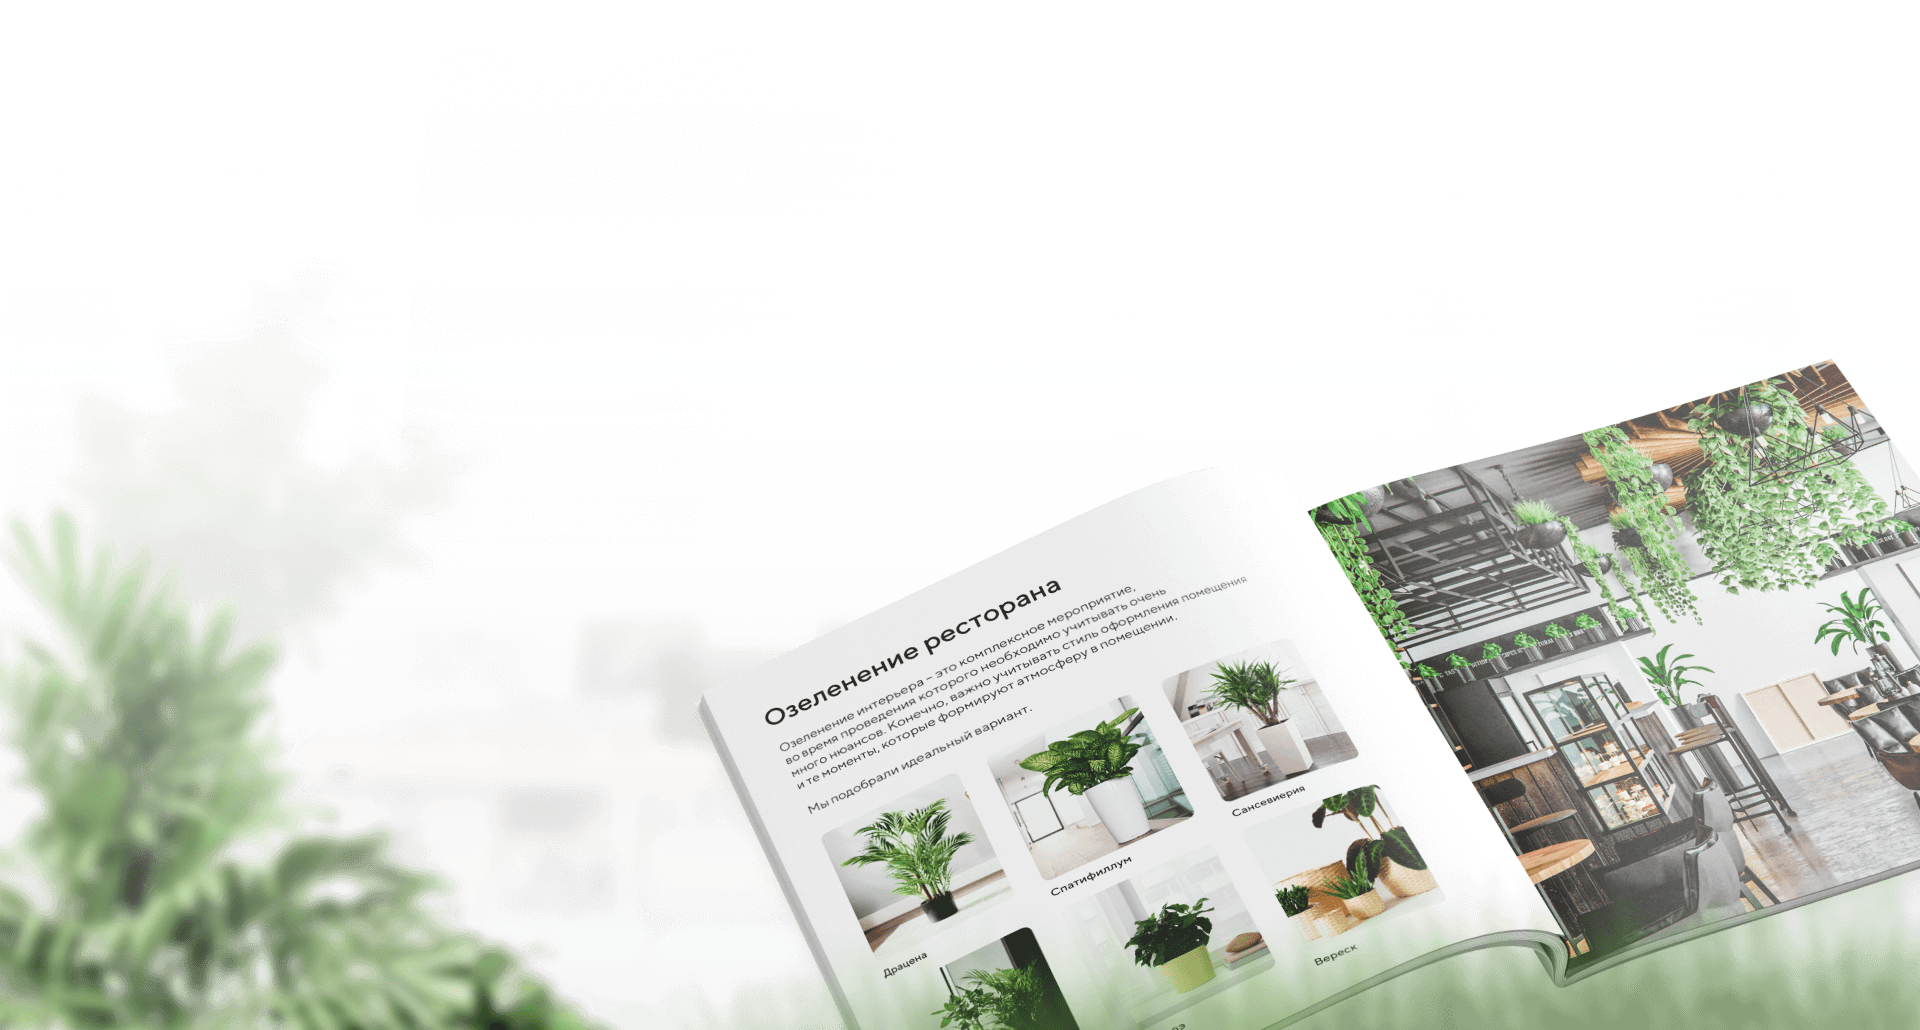 Озеленение ресторана
Озеленение интерьера – это комплексное мероприятие,
во время проведения которого необходимо учитывать очень
много нюансов. Конечно, важно учитывать стиль оформления помещения
и те моменты, которые формируют атмосферу в помещении.
Мы подобрали идеальный вариант.
Драцена
Спатифиллум
Сансевиерия
Вереск